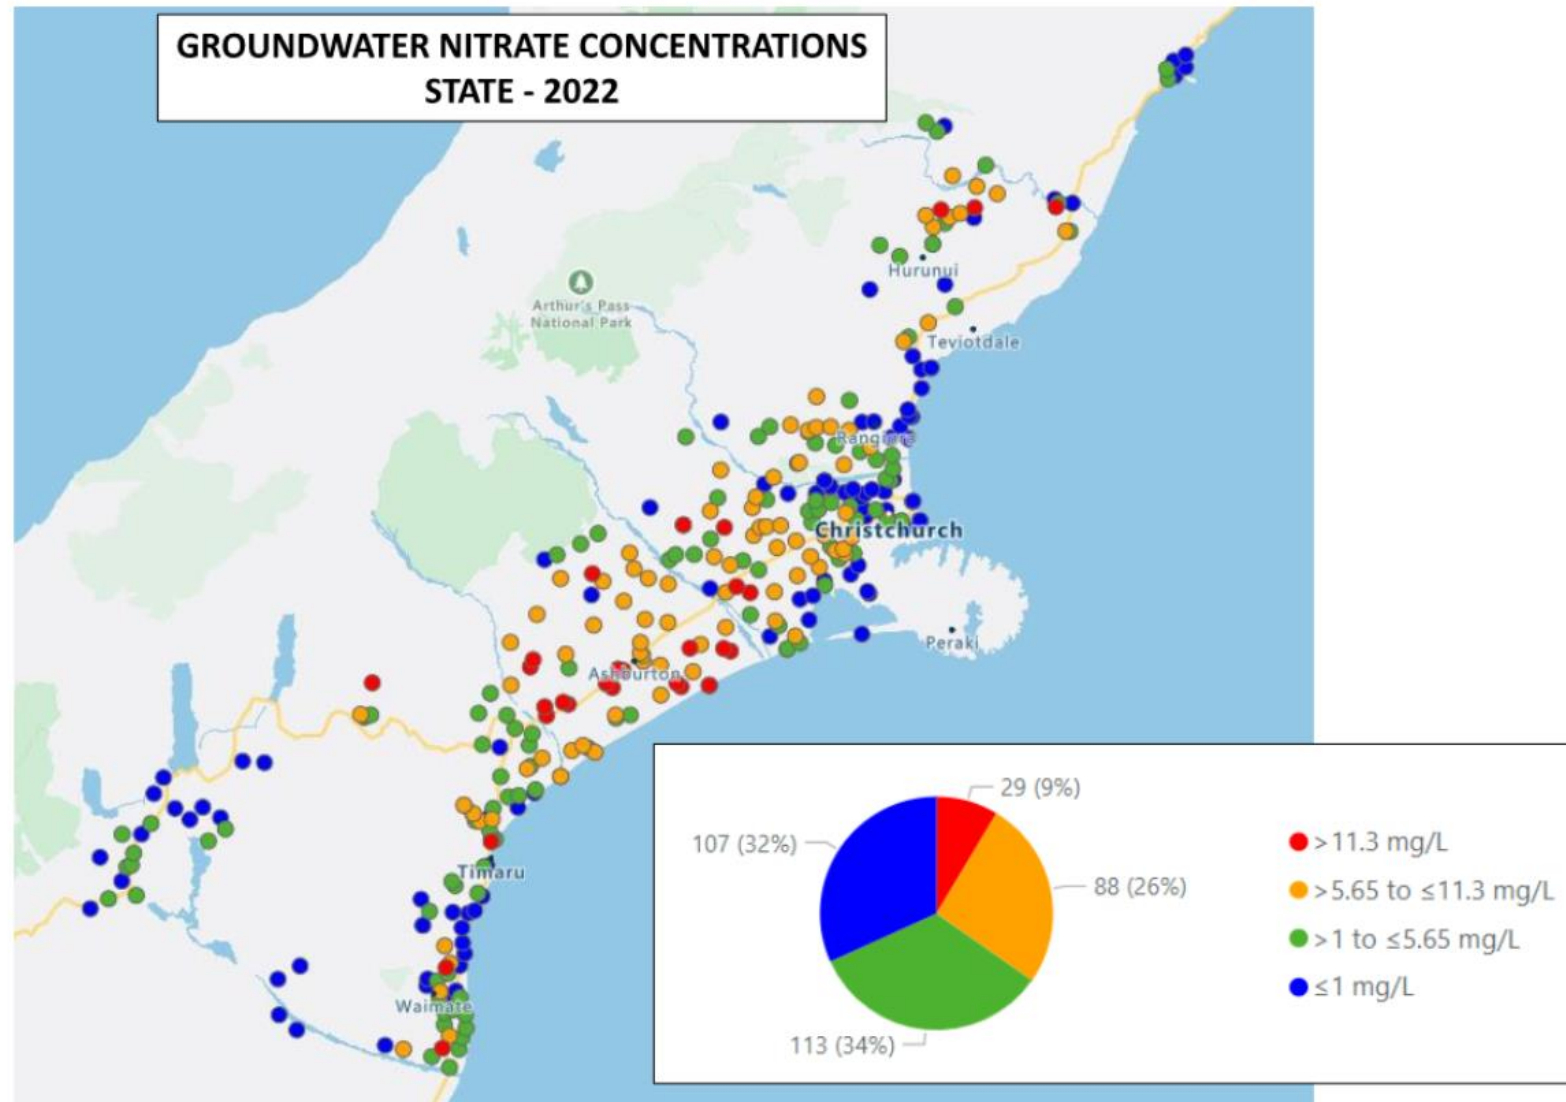 GROUNDWATER NITRATE CONCENTRATIONS
STATE - 2022
Hurunui
Arthur's Pass
National Park
Teviotdale
Rangiora
Christchurch
Peraki
Ashburton
Timaru
Waimate
29 (9%)
107 (32%)
88 (26%)
113 (34%)
>11.3 mg/L
>5.65 to ≤11.3 mg/L
>1 to ≤5.65 mg/L
≤1 mg/L